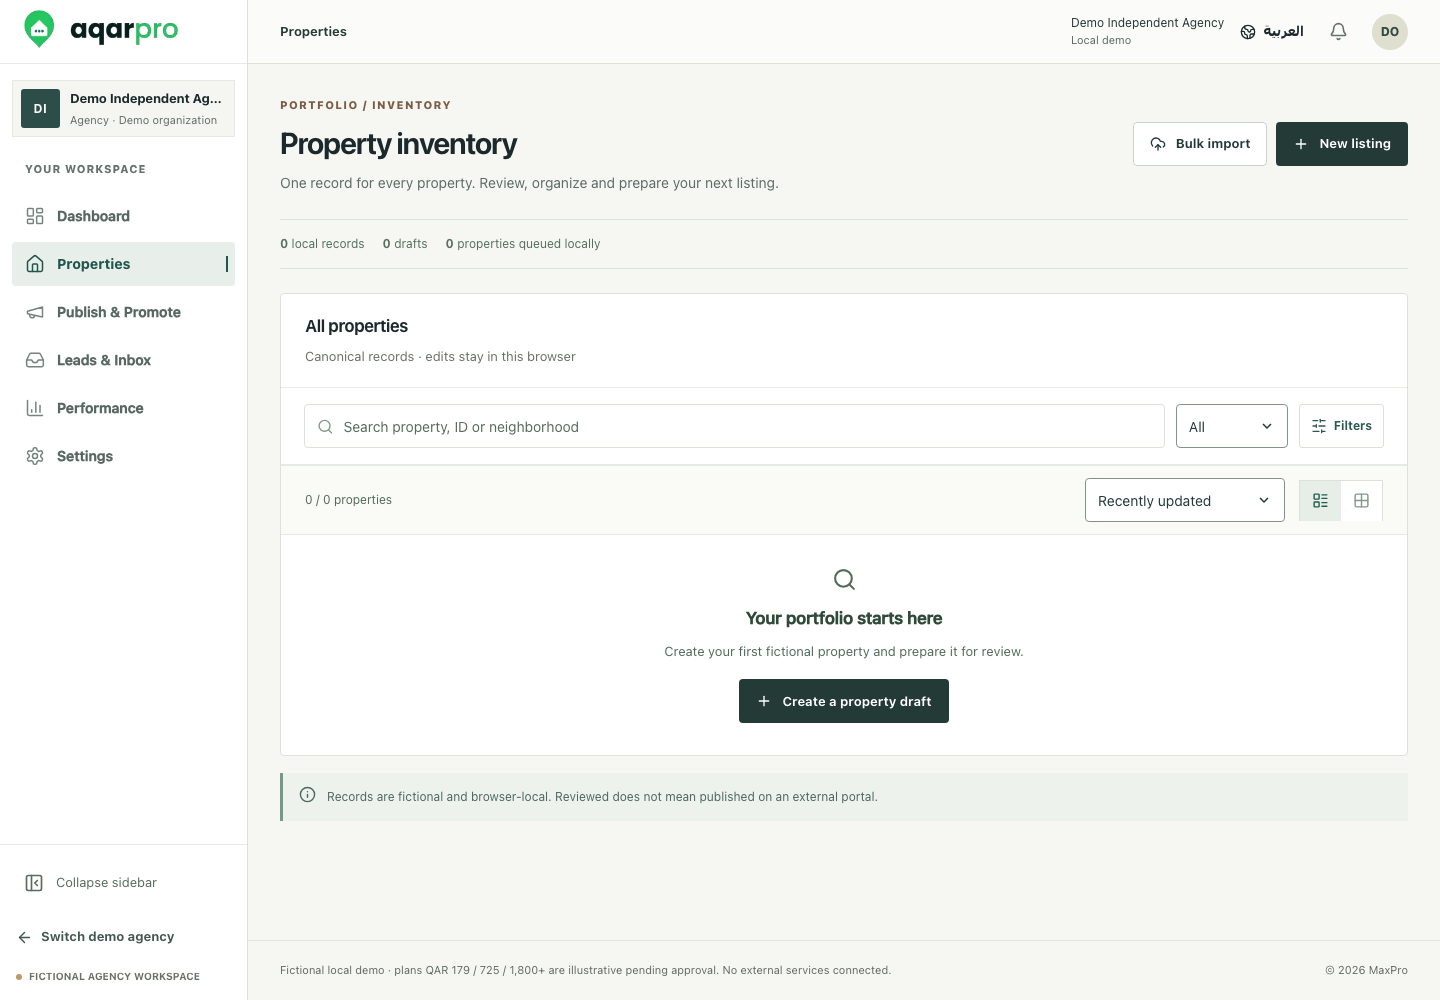 aqarpro
Properties
Demo Independent Agency
Local demo
العربية
DO
DI
Demo Independent Ag...
Agency · Demo organization
YOUR WORKSPACE
Dashboard
Properties
Publish & Promote
Leads & Inbox
Performance
Settings
Collapse sidebar
Switch demo agency
FICTIONAL AGENCY WORKSPACE
PORTFOLIO / INVENTORY
Property inventory
One record for every property. Review, organize and prepare your next listing.
Bulk import
New listing
0 local records 0 drafts 0 properties queued locally
All properties
Canonical records · edits stay in this browser
Search property, ID or neighborhood
All
Filters
0 / 0 properties
Recently updated
Your portfolio starts here
Create your first fictional property and prepare it for review.
Create a property draft
Records are fictional and browser-local. Reviewed does not mean published on an external portal.
Fictional local demo · plans QAR 179 / 725 / 1,800+ are illustrative pending approval. No external services connected.
© 2026 MaxPro